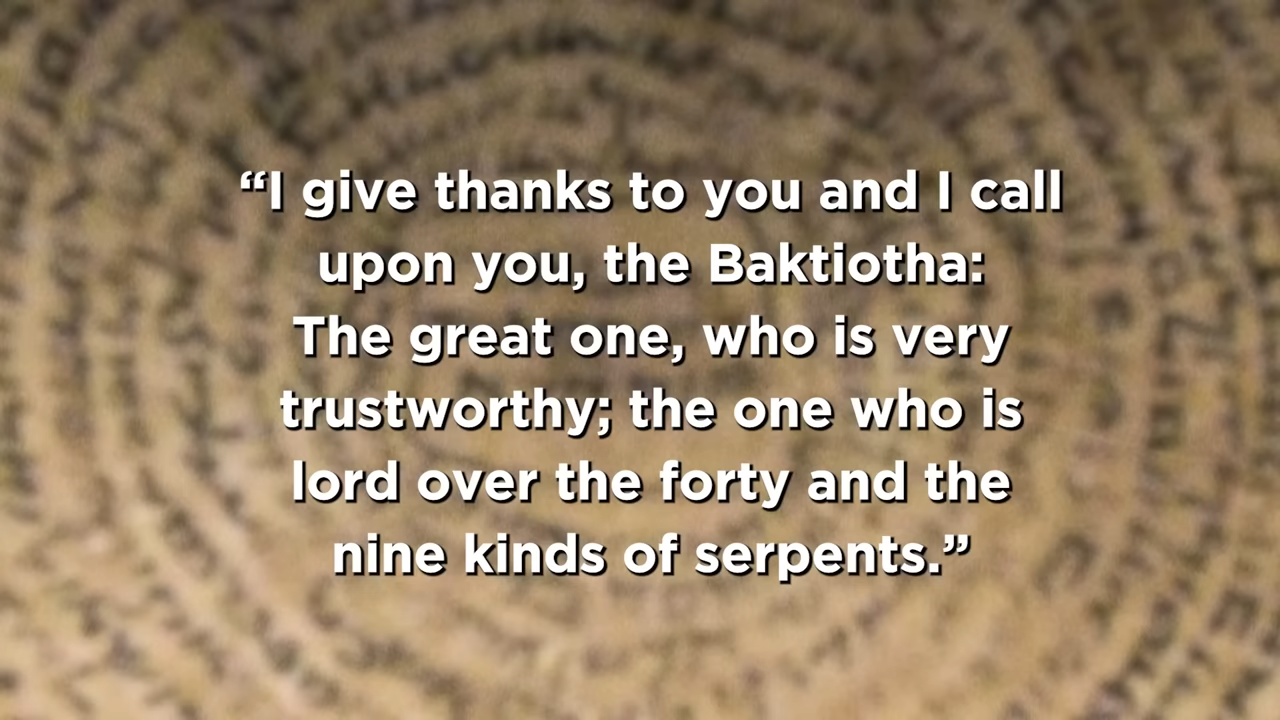 “I give thanks to you and I call
upon you, the Baktiotha:
The great one, who is very
trustworthy; the one who is
lord over the forty and the
nine kinds of serpents.”